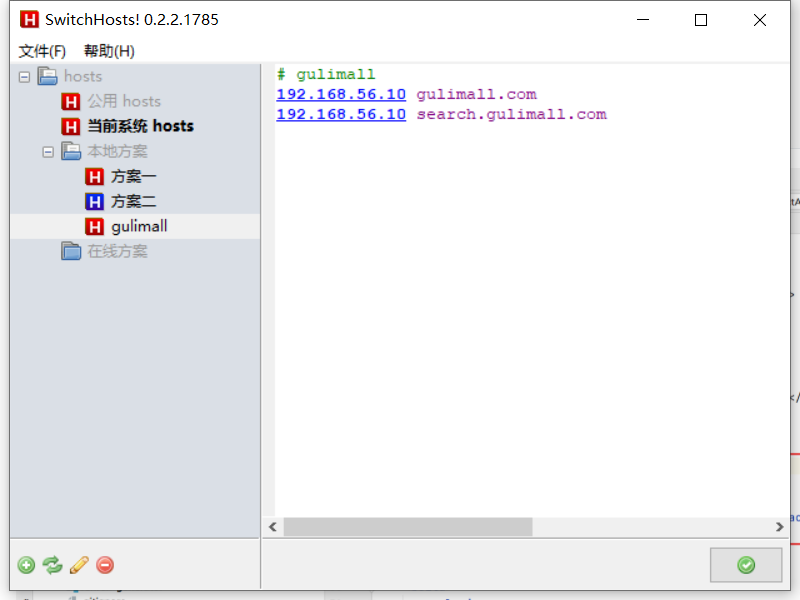 SwitchHosts! 0.2.2.1785
文件(F) 帮助(H)
hosts
公用 hosts
当前系统 hosts
本地方案
方案一
方案二
gulimall
在线方案
# gulimall
192.168.56.10 gulimall.com
192.168.56.10 search.gulimall.com